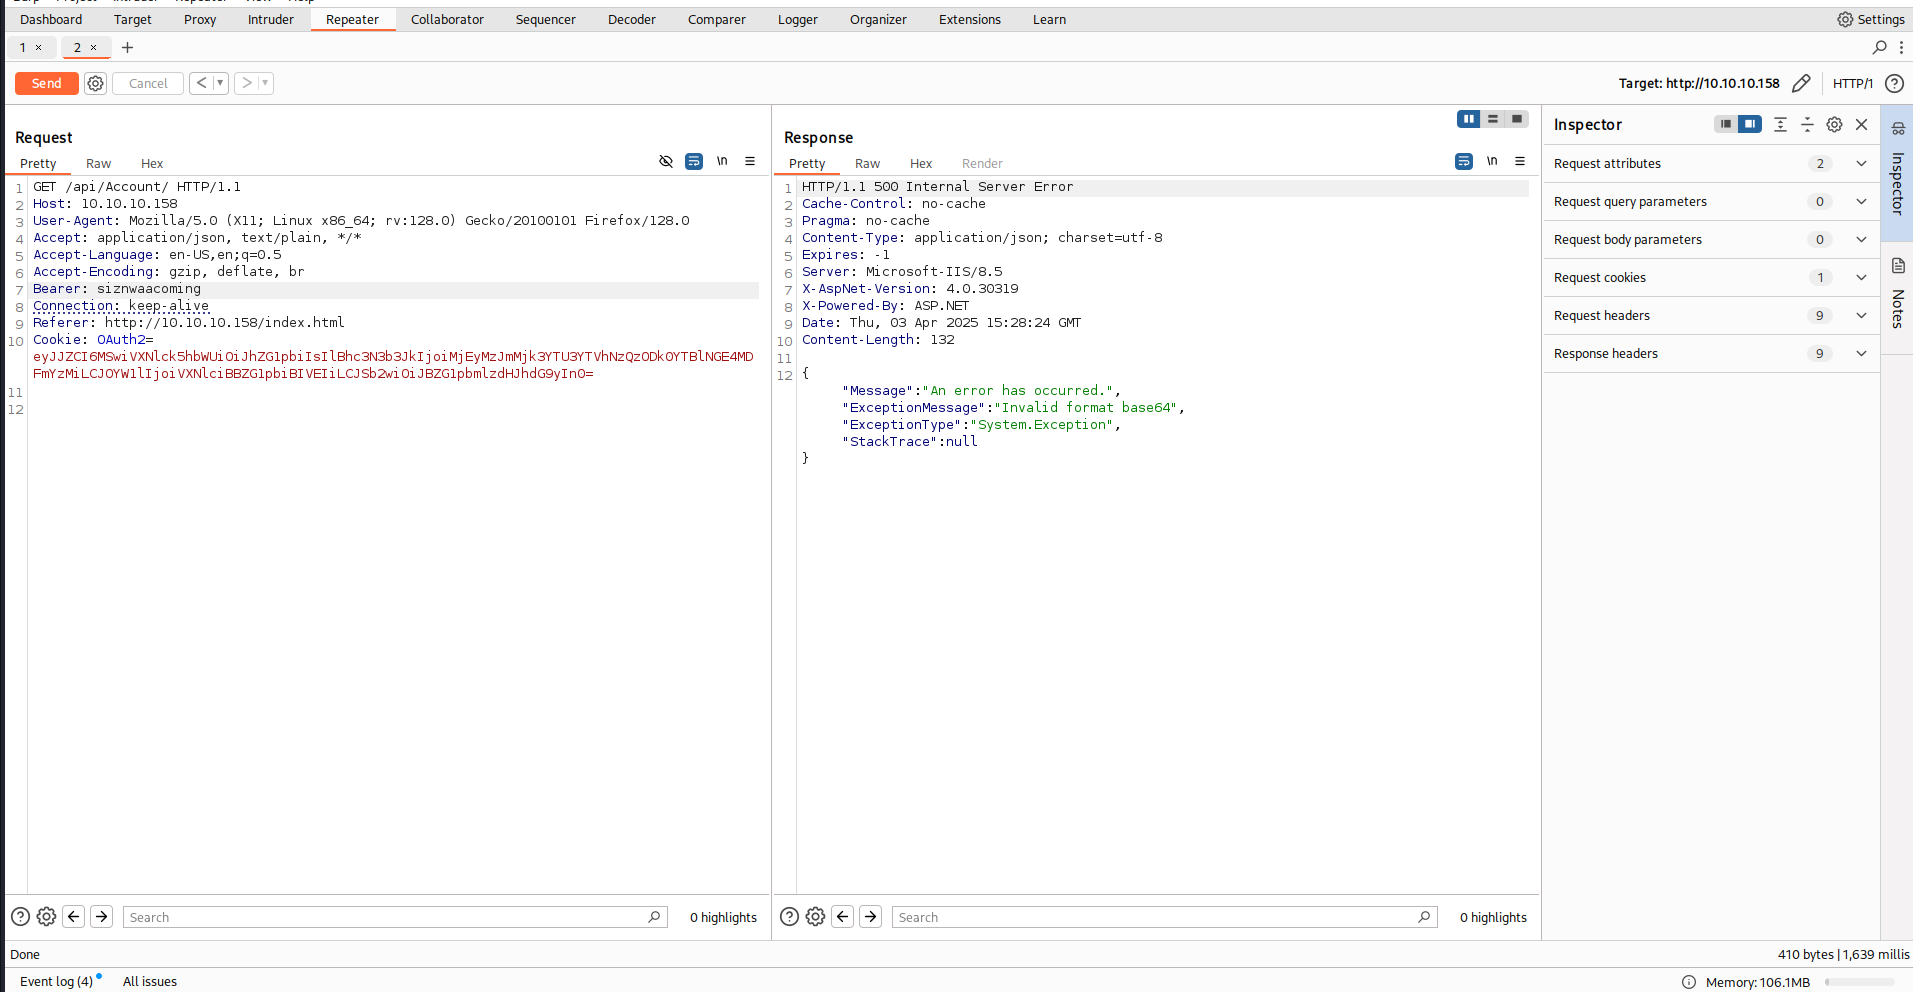 Dashboard Target Proxy Intruder Repeater Collaborator Sequencer Decoder Comparer Logger Organizer Extensions Learn Settings
1 × 2 × +
Send Cancel < > Target: http://10.10.10.158 HTTP/1
Request
Pretty Raw Hex \n
1 GET /api/Account/ HTTP/1.1
2 Host: 10.10.10.158
3 User-Agent: Mozilla/5.0 (X11; Linux x86_64; rv:128.0) Gecko/20100101 Firefox/128.0
4 Accept: application/json, text/plain, */*
5 Accept-Language: en-US,en;q=0.5
6 Accept-Encoding: gzip, deflate, br
7 Bearer: siznwaacoming
8 Connection: keep-alive
9 Referer: http://10.10.10.158/index.html
10 Cookie: OAuth2=
eyJJZCI6MSwiVXNlck5hbWUiOiJhZG1pbiIsIlBhc3N3b3JkIjoiMjEyMzJmMjk3YTU3YTVhNzQzODk0YTBlNGE4MD
FmYzMiLCJOYW1lIjoiVXNlciBBZG1pbiBIVEIiLCJSb2wiOiJBZG1pbmlzdHJhdG9yIn0=
11
12
Response
Pretty Raw Hex Render \n
1 HTTP/1.1 500 Internal Server Error
2 Cache-Control: no-cache
3 Pragma: no-cache
4 Content-Type: application/json; charset=utf-8
5 Expires: -1
6 Server: Microsoft-IIS/8.5
7 X-AspNet-Version: 4.0.30319
8 X-Powered-By: ASP.NET
9 Date: Thu, 03 Apr 2025 15:28:24 GMT
10 Content-Length: 132
11
12 {
"Message":"An error has occurred.",
"ExceptionMessage":"Invalid format base64",
"ExceptionType":"System.Exception",
"StackTrace":null
}
Inspector
Request attributes 2
Request query parameters 0
Request body parameters 0
Request cookies 1
Request headers 9
Response headers 9
Inspector
Notes
Search 0 highlights
Search 0 highlights
Done 410 bytes | 1,639 millis
Event log (4) All issues Memory: 106.1MB